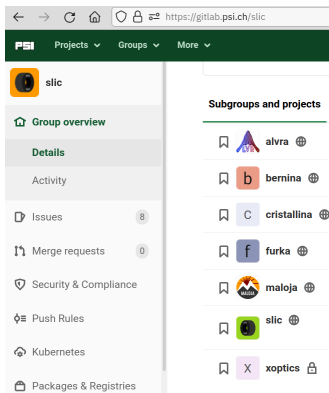 https://gitlab.psi.ch/slic
PSI Projects Groups More
slic
Group overview
Details
Activity
Issues 8
Merge requests 0
Security & Compliance
Push Rules
Kubernetes
Packages & Registries
Subgroups and projects
alvra
b bernina
C cristallina
f furka
MALOJA maloja
slic
X xoptics